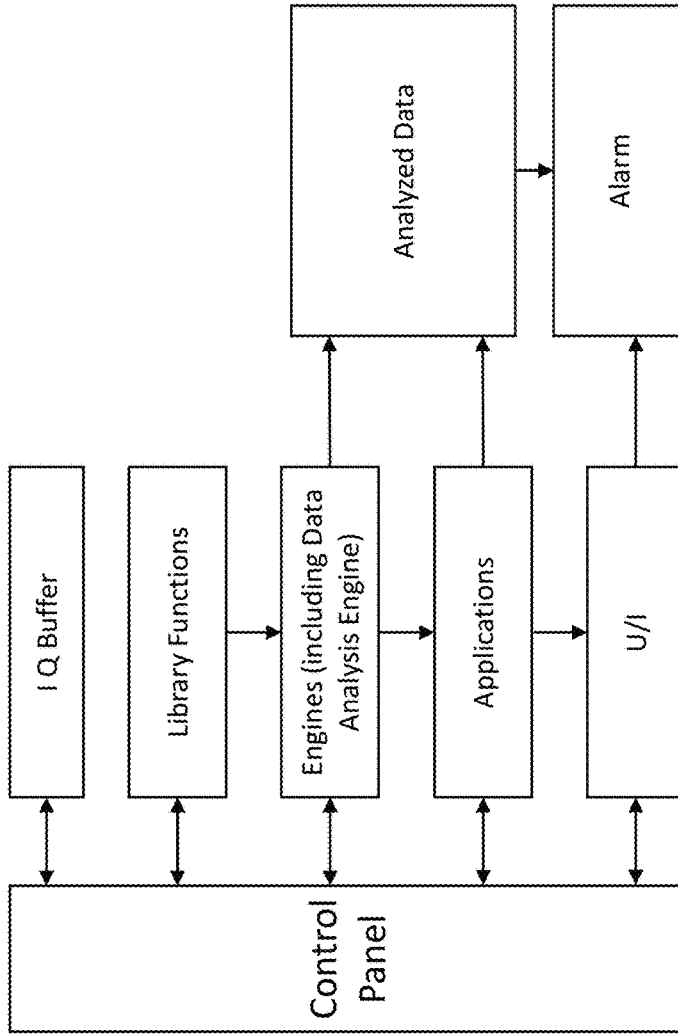 I Q Buffer
Library Functions
Engines (including Data
Analysis Engine)
Applications
U/I
Control
Panel
Analyzed Data
Alarm